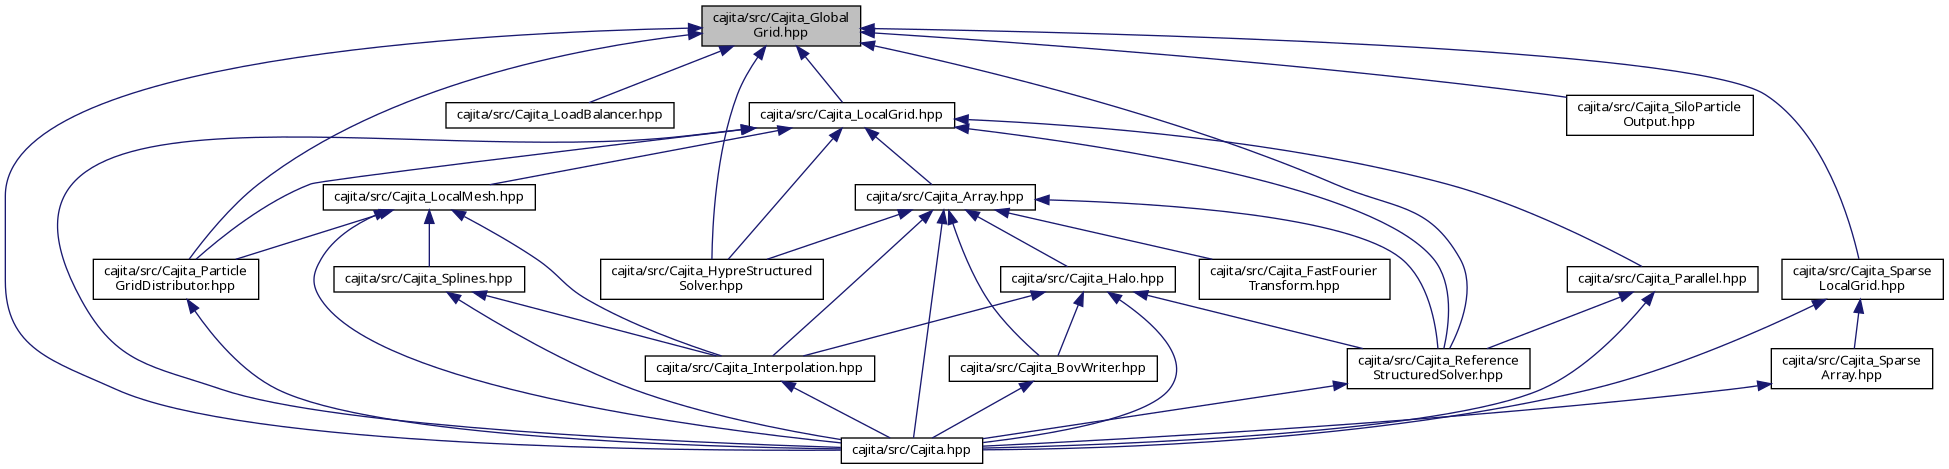 cajita/src/Cajita_Global
Grid.hpp
cajita/src/Cajita_LoadBalancer.hpp
cajita/src/Cajita_LocalGrid.hpp
cajita/src/Cajita_SiloParticle
Output.hpp
cajita/src/Cajita_LocalMesh.hpp
cajita/src/Cajita_Array.hpp
cajita/src/Cajita_Particle
GridDistributor.hpp
cajita/src/Cajita_Splines.hpp
cajita/src/Cajita_HypreStructured
Solver.hpp
cajita/src/Cajita_Halo.hpp
cajita/src/Cajita_FastFourier
Transform.hpp
cajita/src/Cajita_Parallel.hpp
cajita/src/Cajita_Sparse
LocalGrid.hpp
cajita/src/Cajita_Interpolation.hpp
cajita/src/Cajita_BovWriter.hpp
cajita/src/Cajita_Reference
StructuredSolver.hpp
cajita/src/Cajita_Sparse
Array.hpp
cajita/src/Cajita.hpp